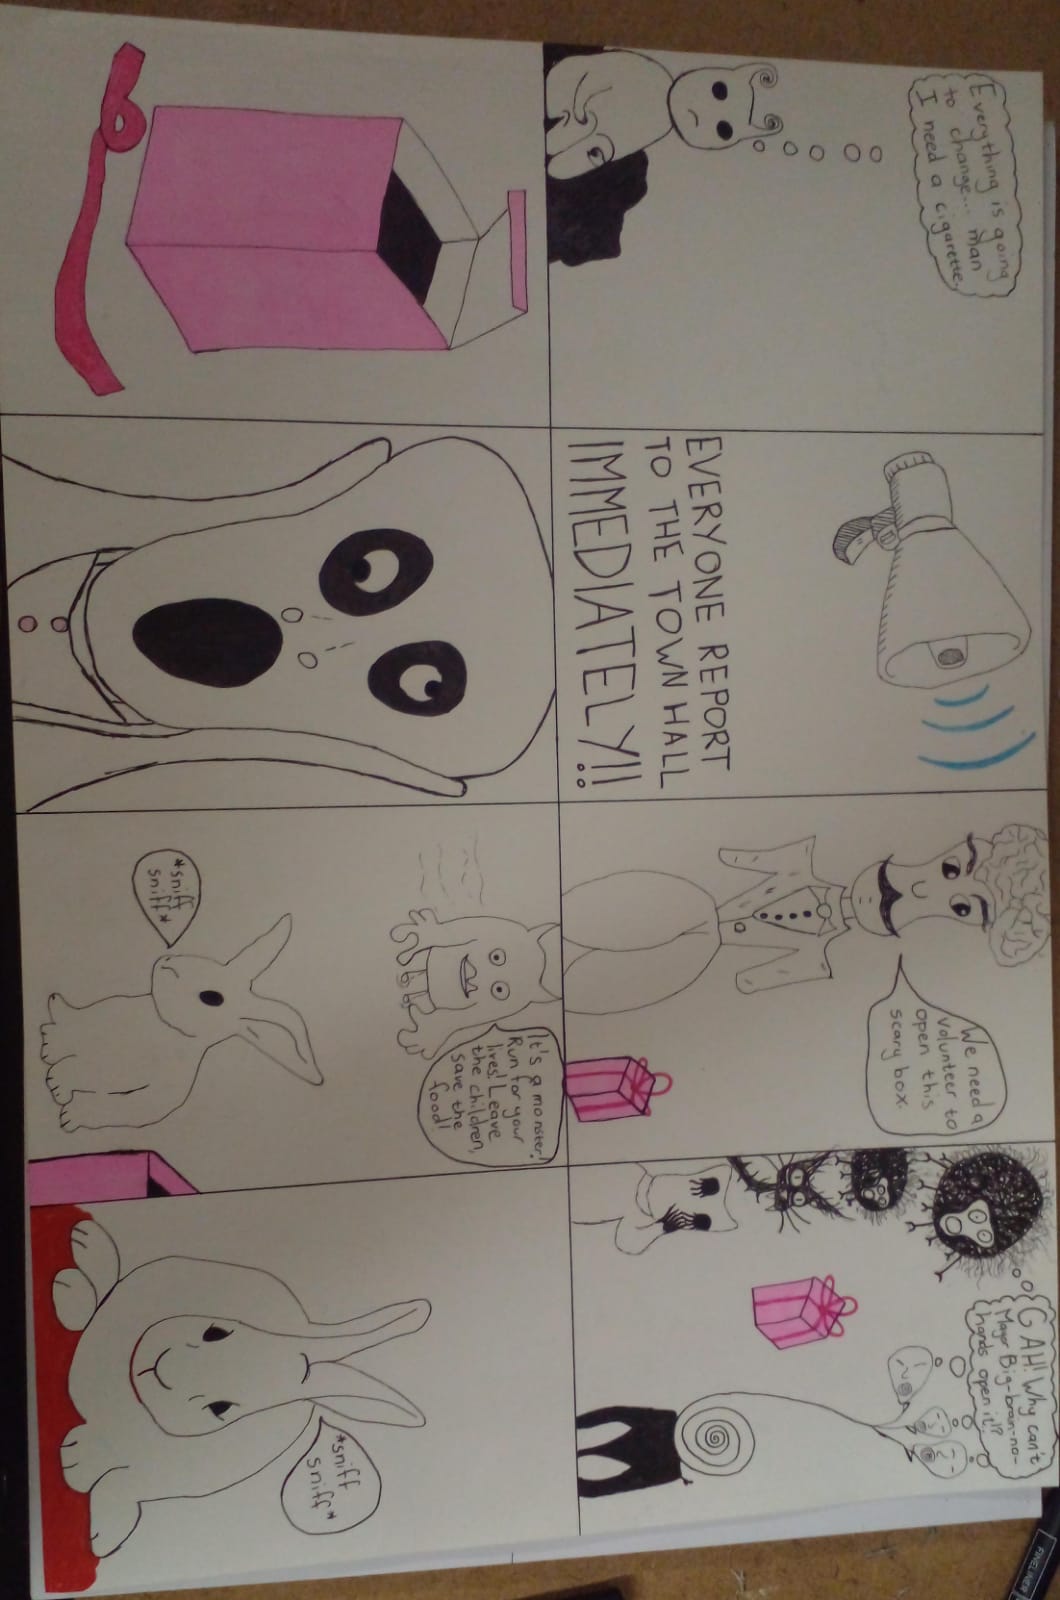 Everything is going
to change... man
I need a cigarette.
EVERYONE REPORT
TO THE TOWN HALL
IMMEDIATELY!!
We need a
volunteer to
open this
scary box.
GAH! Why can't
Mayor Big-brain-no-
hands open it!?
FINELINER
It's a monster!
Run for your
lives! Leave
the children,
save the
food!
*sniff
sniff*
*sniff
sniff*